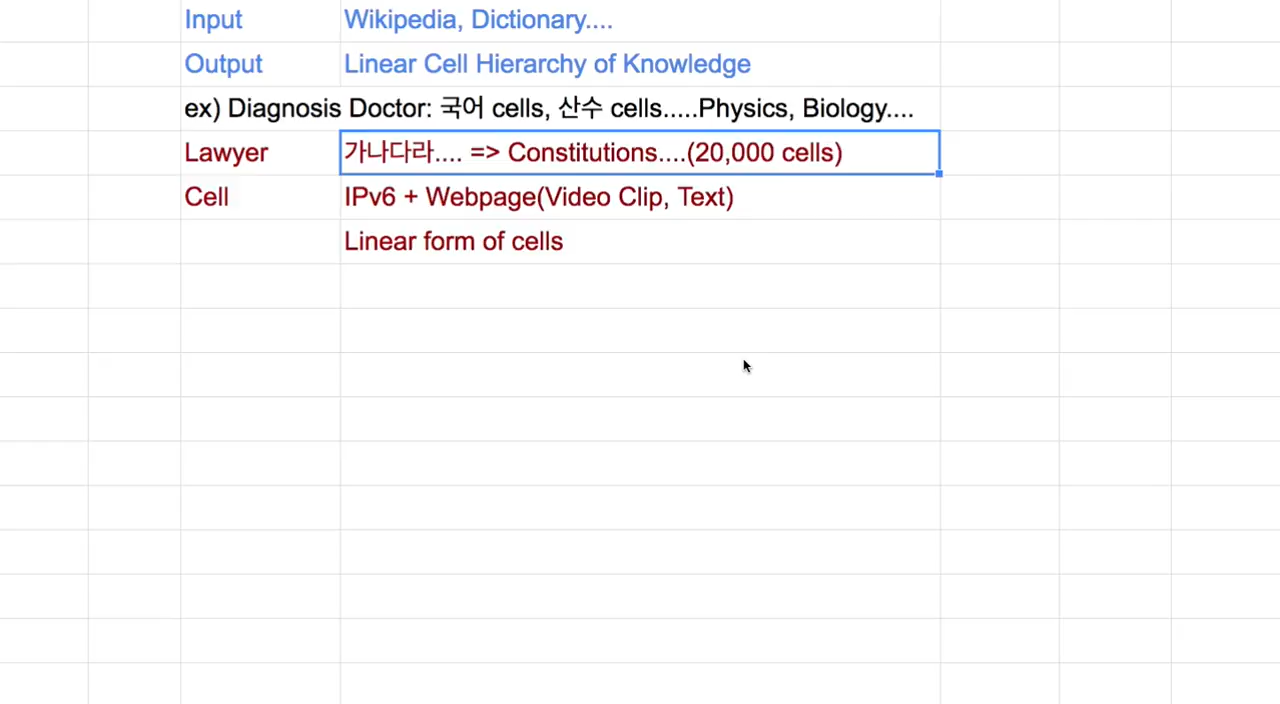 Input Wikipedia, Dictionary....
Output Linear Cell Hierarchy of Knowledge
ex) Diagnosis Doctor: 국어 cells, 산수 cells.....Physics, Biology....
Lawyer 가나다라.... => Constitutions....(20,000 cells)
Cell IPv6 + Webpage(Video Clip, Text)
Linear form of cells